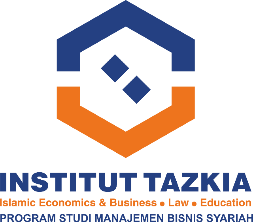 INSTITUT TAZKIA
Islamic Economics & Business • Law • Education
PROGRAM STUDI MANAJEMEN BISNIS SYARIAH